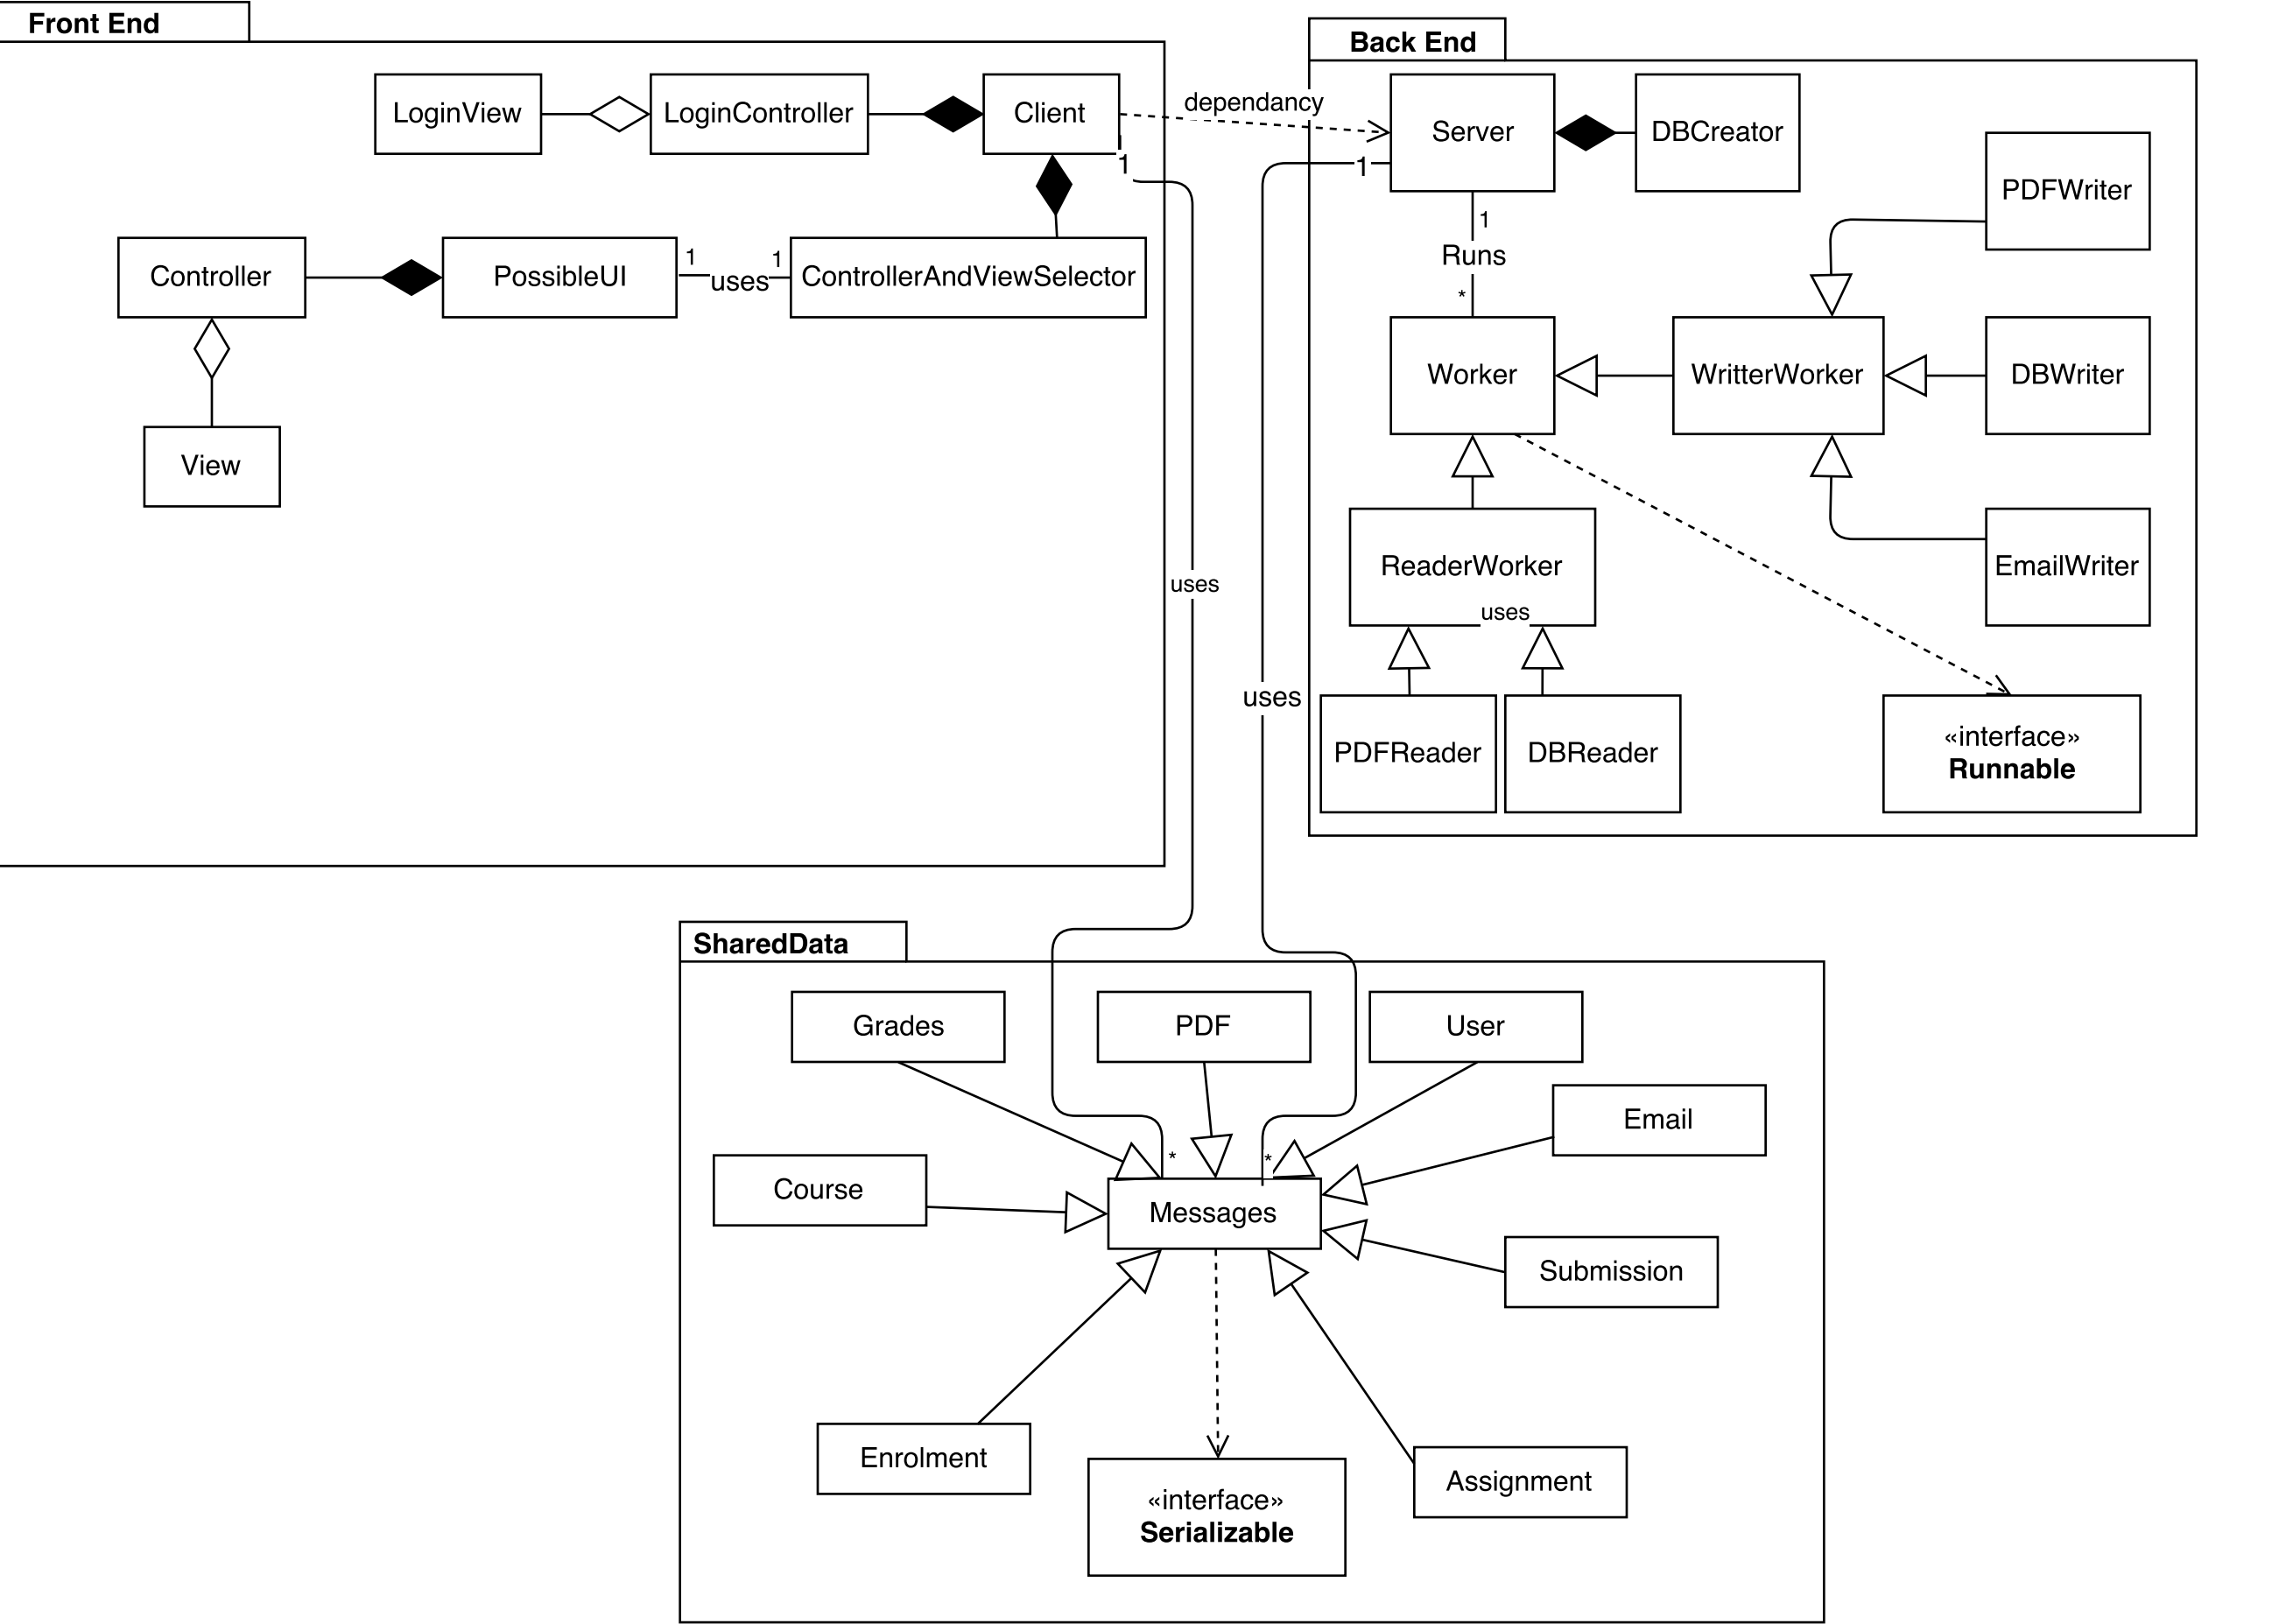 Front End
LoginView
LoginController
Client
1
Controller
PossibleUI
1
uses
1
ControllerAndViewSelector
View
dependancy
uses
uses
Back End
Server
1
DBCreator
1
Runs
*
Worker
WritterWorker
PDFWriter
DBWriter
EmailWriter
ReaderWorker
uses
PDFReader
DBReader
«interface»
Runnable
SharedData
Grades
PDF
User
Email
Course
*
*
Messages
Submission
Enrolment
Assignment
«interface»
Serializable